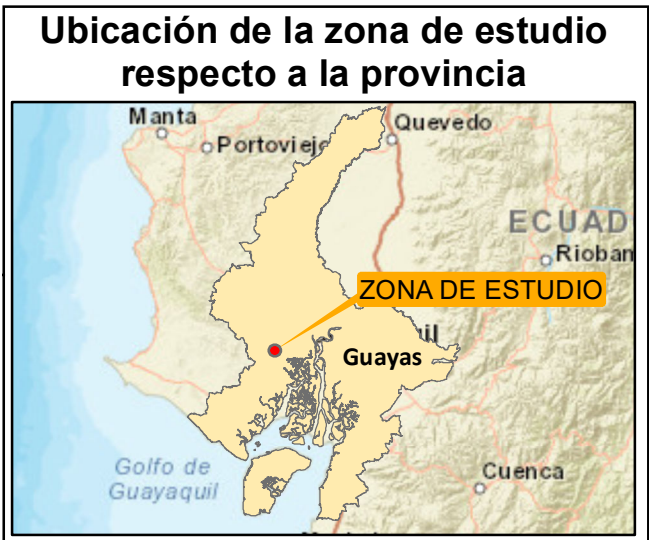 Ubicación de la zona de estudio
respecto a la provincia
Manta
Quevedo
Portoviejo
ECUAD
Rioban
ZONA DE ESTUDIO
il
Guayas
Golfo de
Guayaquil
Cuenca